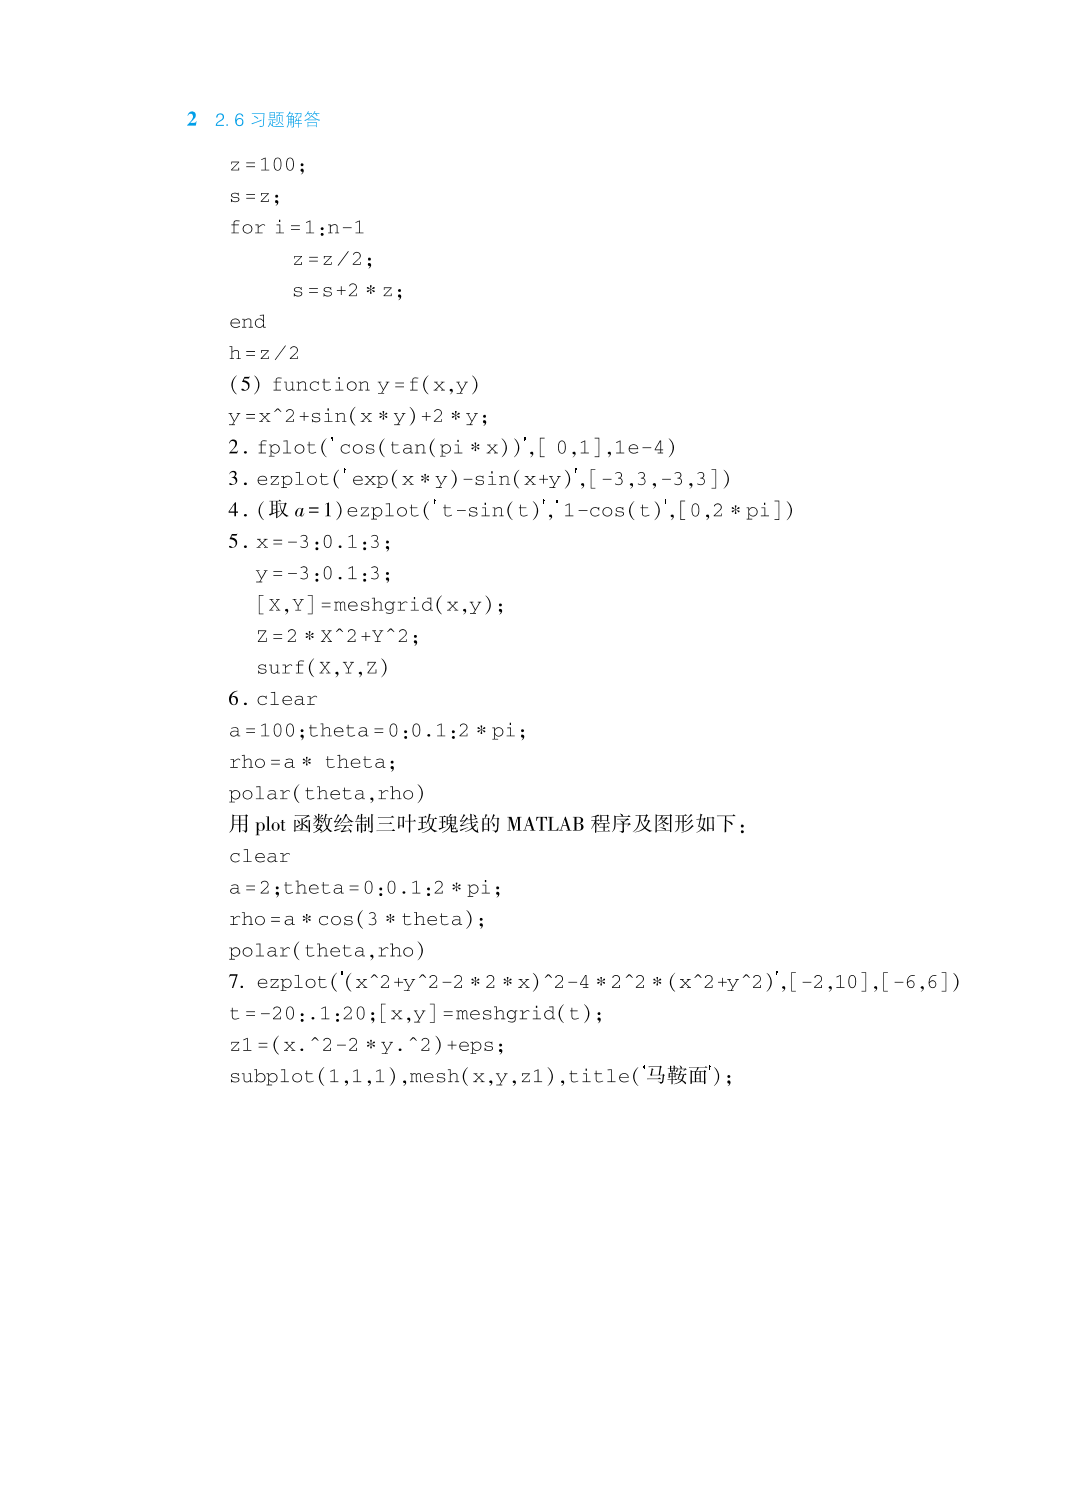 2 2.6 习题解答
z=100;
s=z;
for i=1:n-1
z=z/2;
s=s+2*z;
end
h=z/2
(5) function y=f(x,y)
y=x^2+sin(x*y)+2*y;
2. fplot('cos(tan(pi*x))',[ 0,1],1e-4)
3. ezplot('exp(x*y)-sin(x+y)',[-3,3,-3,3])
4. (取 a=1)ezplot('t-sin(t)','1-cos(t)',[0,2*pi])
5. x=-3:0.1:3;
y=-3:0.1:3;
[X,Y]=meshgrid(x,y);
Z=2*X^2+Y^2;
surf(X,Y,Z)
6. clear
a=100;theta=0:0.1:2*pi;
rho=a* theta;
polar(theta,rho)
用 plot 函数绘制三叶玫瑰线的 MATLAB 程序及图形如下:
clear
a=2;theta=0:0.1:2*pi;
rho=a*cos(3*theta);
polar(theta,rho)
7. ezplot('(x^2+y^2-2*2*x)^2-4*2^2*(x^2+y^2)',[-2,10],[-6,6])
t=-20:.1:20;[x,y]=meshgrid(t);
z1=(x.^2-2*y.^2)+eps;
subplot(1,1,1),mesh(x,y,z1),title('马鞍面');